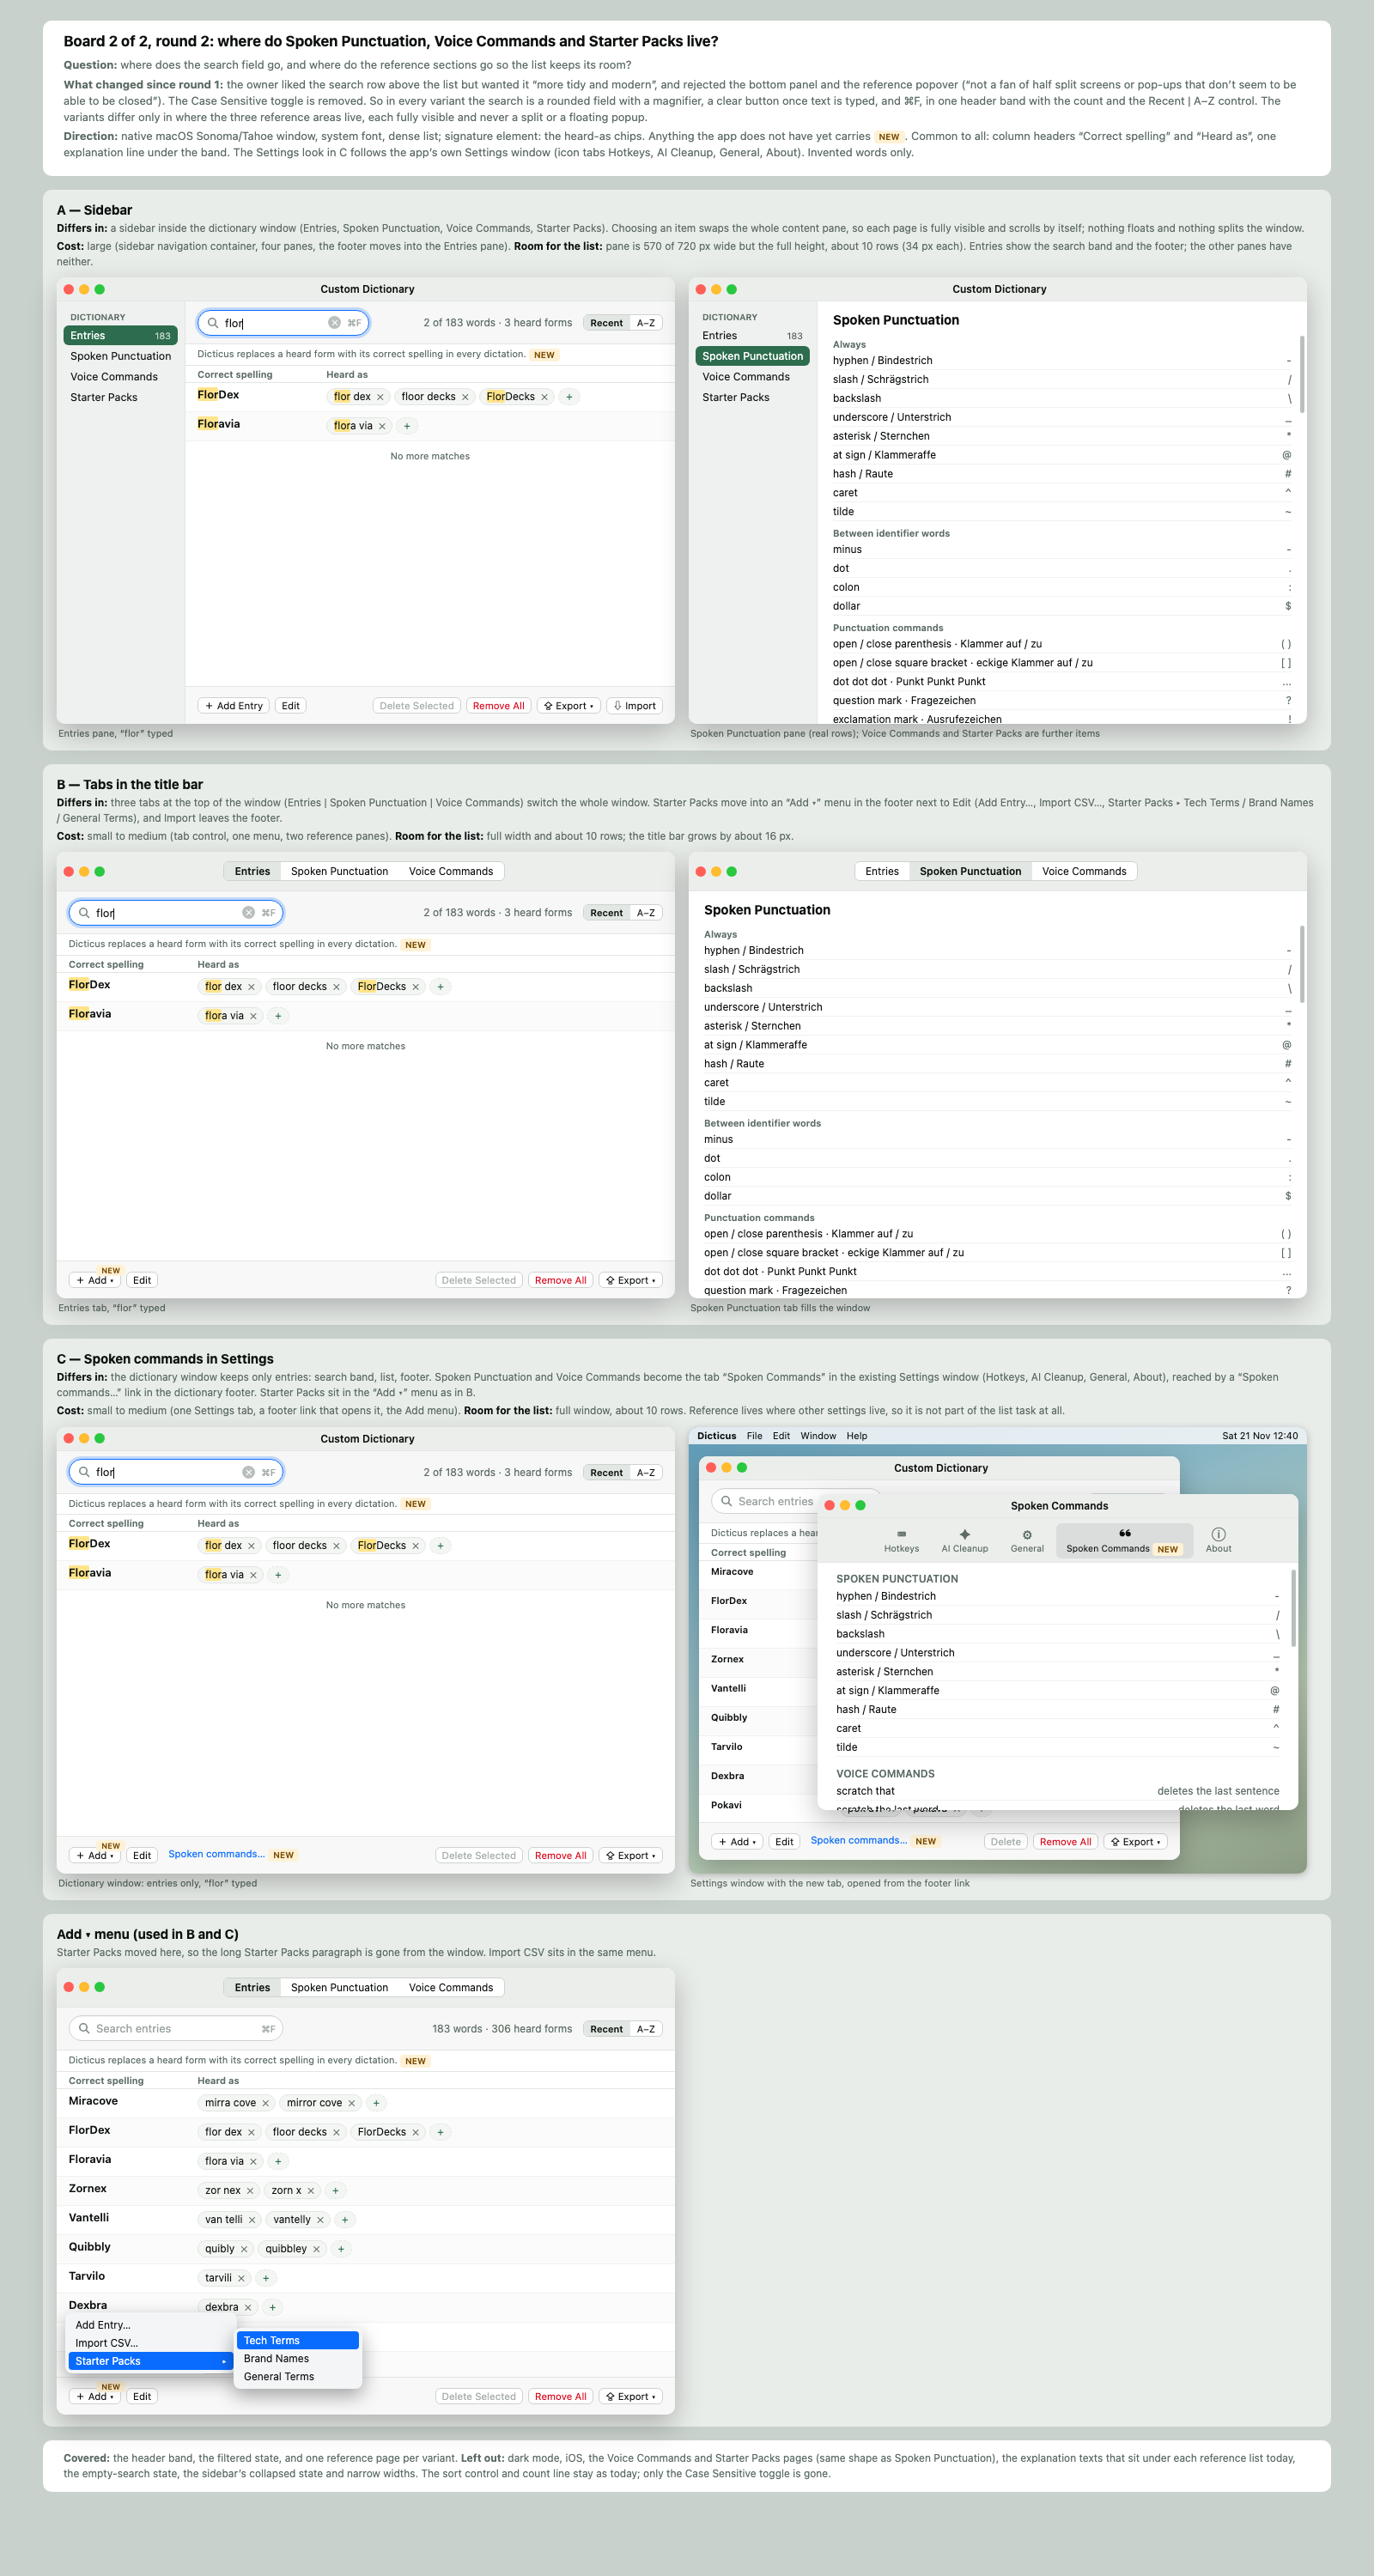 Board 2 of 2, round 2: where do Spoken Punctuation, Voice Commands and Starter Packs live?
Question: where does the search field go, and where do the reference sections go so the list keeps its room?
What changed since round 1: the owner liked the search row above the list but wanted it “more tidy and modern”, and rejected the bottom panel and the reference popover (“not a fan of half split screens or pop-ups that don’t seem to be
able to be closed”). The Case Sensitive toggle is removed. So in every variant the search is a rounded field with a magnifier, a clear button once text is typed, and ⌘F, in one header band with the count and the Recent | A–Z control. The
variants differ only in where the three reference areas live, each fully visible and never a split or a floating popup.
Direction: native macOS Sonoma/Tahoe window, system font, dense list; signature element: the heard-as chips. Anything the app does not have yet carries NEW. Common to all: column headers “Correct spelling” and “Heard as”, one
explanation line under the band. The Settings look in C follows the app’s own Settings window (icon tabs Hotkeys, AI Cleanup, General, About). Invented words only.
A — Sidebar
Differs in: a sidebar inside the dictionary window (Entries, Spoken Punctuation, Voice Commands, Starter Packs). Choosing an item swaps the whole content pane, so each page is fully visible and scrolls by itself; nothing floats and nothing splits the window.
Cost: large (sidebar navigation container, four panes, the footer moves into the Entries pane). Room for the list: pane is 570 of 720 px wide but the full height, about 10 rows (34 px each). Entries show the search band and the footer; the other panes have
neither.
Custom Dictionary
DICTIONARY
Entries 183
Spoken Punctuation
Voice Commands
Starter Packs
flor ⌘F 2 of 183 words · 3 heard forms Recent A–Z
Dicticus replaces a heard form with its correct spelling in every dictation. NEW
Correct spelling Heard as
FlorDex flor dex × floor decks × FlorDecks × +
Floravia flora via × +
No more matches
+ Add Entry Edit Delete Selected Remove All Export ▾ Import
Entries pane, “flor” typed
Custom Dictionary
DICTIONARY
Entries 183
Spoken Punctuation
Voice Commands
Starter Packs
Spoken Punctuation
Always
hyphen / Bindestrich -
slash / Schrägstrich /
backslash \
underscore / Unterstrich _
asterisk / Sternchen *
at sign / Klammeraffe @
hash / Raute #
caret ^
tilde ~
Between identifier words
minus -
dot .
colon :
dollar $
Punctuation commands
open / close parenthesis · Klammer auf / zu ( )
open / close square bracket · eckige Klammer auf / zu [ ]
dot dot dot · Punkt Punkt Punkt …
question mark · Fragezeichen ?
exclamation mark · Ausrufezeichen !
Spoken Punctuation pane (real rows); Voice Commands and Starter Packs are further items
B — Tabs in the title bar
Differs in: three tabs at the top of the window (Entries | Spoken Punctuation | Voice Commands) switch the whole window. Starter Packs move into an “Add ▾” menu in the footer next to Edit (Add Entry…, Import CSV…, Starter Packs ▸ Tech Terms / Brand Names
/ General Terms), and Import leaves the footer.
Cost: small to medium (tab control, one menu, two reference panes). Room for the list: full width and about 10 rows; the title bar grows by about 16 px.
Entries Spoken Punctuation Voice Commands
flor ⌘F 2 of 183 words · 3 heard forms Recent A–Z
Dicticus replaces a heard form with its correct spelling in every dictation. NEW
Correct spelling Heard as
FlorDex flor dex × floor decks × FlorDecks × +
Floravia flora via × +
No more matches
NEW
+ Add ▾ Edit Delete Selected Remove All Export ▾
Entries tab, “flor” typed
Entries Spoken Punctuation Voice Commands
Spoken Punctuation
Always
hyphen / Bindestrich -
slash / Schrägstrich /
backslash \
underscore / Unterstrich _
asterisk / Sternchen *
at sign / Klammeraffe @
hash / Raute #
caret ^
tilde ~
Between identifier words
minus -
dot .
colon :
dollar $
Punctuation commands
open / close parenthesis · Klammer auf / zu ( )
open / close square bracket · eckige Klammer auf / zu [ ]
dot dot dot · Punkt Punkt Punkt …
question mark · Fragezeichen ?
Spoken Punctuation tab fills the window
C — Spoken commands in Settings
Differs in: the dictionary window keeps only entries: search band, list, footer. Spoken Punctuation and Voice Commands become the tab “Spoken Commands” in the existing Settings window (Hotkeys, AI Cleanup, General, About), reached by a “Spoken
commands…” link in the dictionary footer. Starter Packs sit in the “Add ▾” menu as in B.
Cost: small to medium (one Settings tab, a footer link that opens it, the Add menu). Room for the list: full window, about 10 rows. Reference lives where other settings live, so it is not part of the list task at all.
Custom Dictionary
flor ⌘F 2 of 183 words · 3 heard forms Recent A–Z
Dicticus replaces a heard form with its correct spelling in every dictation. NEW
Correct spelling Heard as
FlorDex flor dex × floor decks × FlorDecks × +
Floravia flora via × +
No more matches
NEW
+ Add ▾ Edit Spoken commands… NEW Delete Selected Remove All Export ▾
Dictionary window: entries only, “flor” typed
Dicticus File Edit Window Help Sat 21 Nov 12:40
Custom Dictionary
Search entries
Dicticus replaces a hear
Correct spelling
Miracove
FlorDex
Floravia
Zornex
Vantelli
Quibbly
Tarvilo
Dexbra
Pokavi
+ Add ▾ Edit Spoken commands… NEW Delete Remove All Export ▾
Spoken Commands
Hotkeys AI Cleanup General Spoken Commands NEW About
SPOKEN PUNCTUATION
hyphen / Bindestrich -
slash / Schrägstrich /
backslash \
underscore / Unterstrich _
asterisk / Sternchen *
at sign / Klammeraffe @
hash / Raute #
caret ^
tilde ~
VOICE COMMANDS
scratch that deletes the last sentence
scratch the last word deletes the last word
Settings window with the new tab, opened from the footer link
Add ▾ menu (used in B and C)
Starter Packs moved here, so the long Starter Packs paragraph is gone from the window. Import CSV sits in the same menu.
Entries Spoken Punctuation Voice Commands
Search entries ⌘F 183 words · 306 heard forms Recent A–Z
Dicticus replaces a heard form with its correct spelling in every dictation. NEW
Correct spelling Heard as
Miracove mirra cove × mirror cove × +
FlorDex flor dex × floor decks × FlorDecks × +
Floravia flora via × +
Zornex zor nex × zorn x × +
Vantelli van telli × vantelly × +
Quibbly quibly × quibbley × +
Tarvilo tarvili × +
Dexbra dexbra × +
Add Entry…
Import CSV…
Starter Packs ▸
Tech Terms
Brand Names
General Terms
NEW
+ Add ▾ Edit Delete Selected Remove All Export ▾
Covered: the header band, the filtered state, and one reference page per variant. Left out: dark mode, iOS, the Voice Commands and Starter Packs pages (same shape as Spoken Punctuation), the explanation texts that sit under each reference list today,
the empty-search state, the sidebar’s collapsed state and narrow widths. The sort control and count line stay as today; only the Case Sensitive toggle is gone.